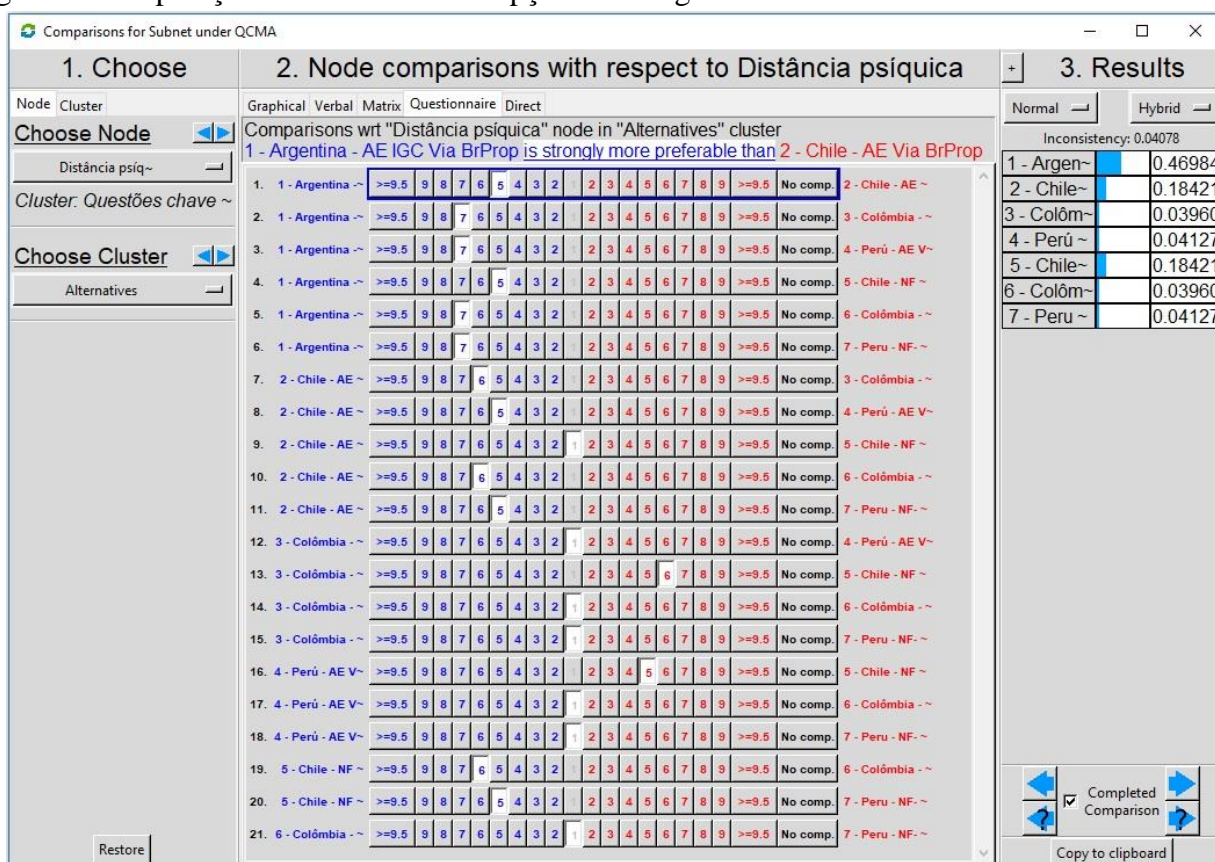 Comparisons for Subnet under QCMA
1. Choose
2. Node comparisons with respect to Distância psíquica
+ 3. Results
Node Cluster
Graphical Verbal Matrix Questionnaire Direct
Normal Hybrid
Choose Node
Distância psíq~
Cluster: Questões chave ~
Choose Cluster
Alternatives
Restore
Comparisons wrt "Distância psíquica" node in "Alternatives" cluster
1 - Argentina - AE IGC Via BrProp is strongly more preferable than 2 - Chile - AE Via BrProp
1. 1 - Argentina -~ >=9.5 9 8 7 6 5 4 3 2 1 2 3 4 5 6 7 8 9 >=9.5 No comp. 2 - Chile - AE ~
2. 1 - Argentina -~ >=9.5 9 8 7 6 5 4 3 2 1 2 3 4 5 6 7 8 9 >=9.5 No comp. 3 - Colômbia - ~
3. 1 - Argentina -~ >=9.5 9 8 7 6 5 4 3 2 1 2 3 4 5 6 7 8 9 >=9.5 No comp. 4 - Perú - AE V~
4. 1 - Argentina -~ >=9.5 9 8 7 6 5 4 3 2 1 2 3 4 5 6 7 8 9 >=9.5 No comp. 5 - Chile - NF ~
5. 1 - Argentina -~ >=9.5 9 8 7 6 5 4 3 2 1 2 3 4 5 6 7 8 9 >=9.5 No comp. 6 - Colômbia - ~
6. 1 - Argentina -~ >=9.5 9 8 7 6 5 4 3 2 1 2 3 4 5 6 7 8 9 >=9.5 No comp. 7 - Peru - NF- ~
7. 2 - Chile - AE ~ >=9.5 9 8 7 6 5 4 3 2 1 2 3 4 5 6 7 8 9 >=9.5 No comp. 3 - Colômbia - ~
8. 2 - Chile - AE ~ >=9.5 9 8 7 6 5 4 3 2 1 2 3 4 5 6 7 8 9 >=9.5 No comp. 4 - Perú - AE V~
9. 2 - Chile - AE ~ >=9.5 9 8 7 6 5 4 3 2 1 2 3 4 5 6 7 8 9 >=9.5 No comp. 5 - Chile - NF ~
10. 2 - Chile - AE ~ >=9.5 9 8 7 6 5 4 3 2 1 2 3 4 5 6 7 8 9 >=9.5 No comp. 6 - Colômbia - ~
11. 2 - Chile - AE ~ >=9.5 9 8 7 6 5 4 3 2 1 2 3 4 5 6 7 8 9 >=9.5 No comp. 7 - Peru - NF- ~
12. 3 - Colômbia - ~ >=9.5 9 8 7 6 5 4 3 2 1 2 3 4 5 6 7 8 9 >=9.5 No comp. 4 - Perú - AE V~
13. 3 - Colômbia - ~ >=9.5 9 8 7 6 5 4 3 2 1 2 3 4 5 6 7 8 9 >=9.5 No comp. 5 - Chile - NF ~
14. 3 - Colômbia - ~ >=9.5 9 8 7 6 5 4 3 2 1 2 3 4 5 6 7 8 9 >=9.5 No comp. 6 - Colômbia - ~
15. 3 - Colômbia - ~ >=9.5 9 8 7 6 5 4 3 2 1 2 3 4 5 6 7 8 9 >=9.5 No comp. 7 - Peru - NF- ~
16. 4 - Perú - AE V~ >=9.5 9 8 7 6 5 4 3 2 1 2 3 4 5 6 7 8 9 >=9.5 No comp. 5 - Chile - NF ~
17. 4 - Perú - AE V~ >=9.5 9 8 7 6 5 4 3 2 1 2 3 4 5 6 7 8 9 >=9.5 No comp. 6 - Colômbia - ~
18. 4 - Perú - AE V~ >=9.5 9 8 7 6 5 4 3 2 1 2 3 4 5 6 7 8 9 >=9.5 No comp. 7 - Peru - NF- ~
19. 5 - Chile - NF ~ >=9.5 9 8 7 6 5 4 3 2 1 2 3 4 5 6 7 8 9 >=9.5 No comp. 6 - Colômbia - ~
20. 5 - Chile - NF ~ >=9.5 9 8 7 6 5 4 3 2 1 2 3 4 5 6 7 8 9 >=9.5 No comp. 7 - Peru - NF- ~
21. 6 - Colômbia - ~ >=9.5 9 8 7 6 5 4 3 2 1 2 3 4 5 6 7 8 9 >=9.5 No comp. 7 - Peru - NF- ~
Inconsistency: 0.04078
1 - Argen~ 0.46984
2 - Chile~ 0.18421
3 - Colôm~ 0.03960
4 - Perú ~ 0.04127
5 - Chile~ 0.18421
6 - Colôm~ 0.03960
7 - Peru ~ 0.04127
Completed
Comparison
Copy to clipboard